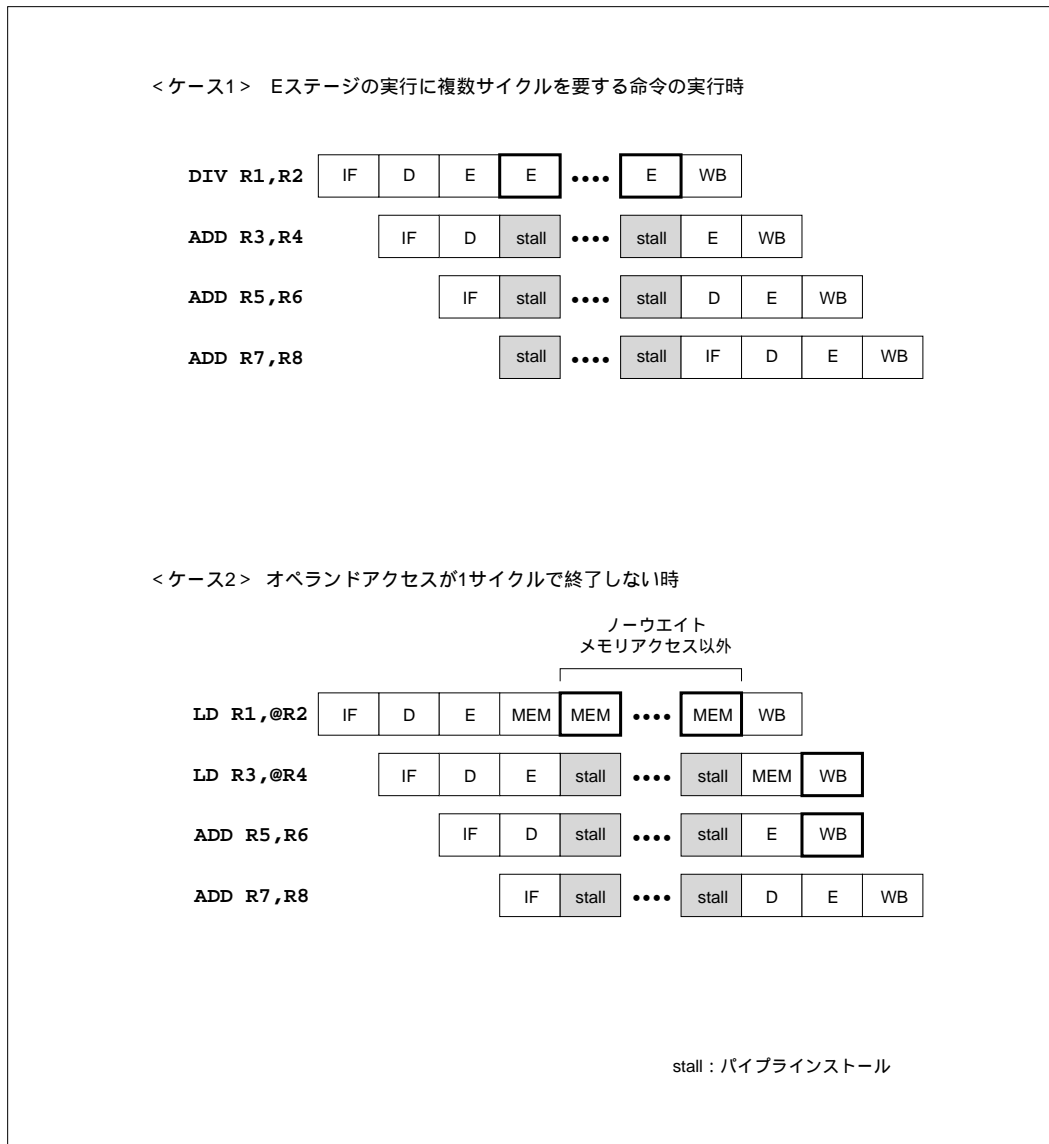 <ケース1> Eステージの実行に複数サイクルを要する命令の実行時
DIV R1,R2 IF D E E •••• E WB
ADD R3,R4 IF D stall •••• stall E WB
ADD R5,R6 IF stall •••• stall D E WB
ADD R7,R8 stall •••• stall IF D E WB
<ケース2> オペランドアクセスが1サイクルで終了しない時
ノーウエイト
メモリアクセス以外
LD R1,@R2 IF D E MEM MEM •••• MEM WB
LD R3,@R4 IF D E stall •••• stall MEM WB
ADD R5,R6 IF D stall •••• stall E WB
ADD R7,R8 IF stall •••• stall D E WB
stall : パイプラインストール